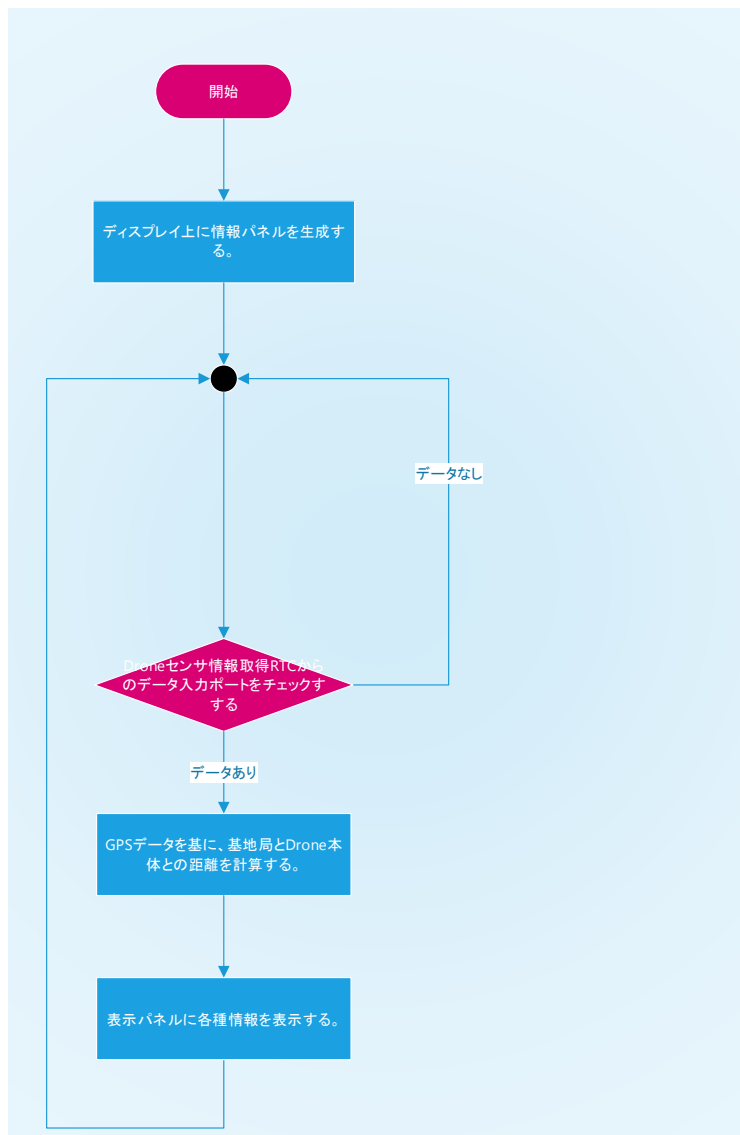 開始
ディスプレイ上に情報パネルを生成す
る。
データなし
Droneセンサ情報取得RTCから
のデータ入力ポートをチェックす
する
データあり
GPSデータを基に、基地局とDrone本
体との距離を計算する。
表示パネルに各種情報を表示する。